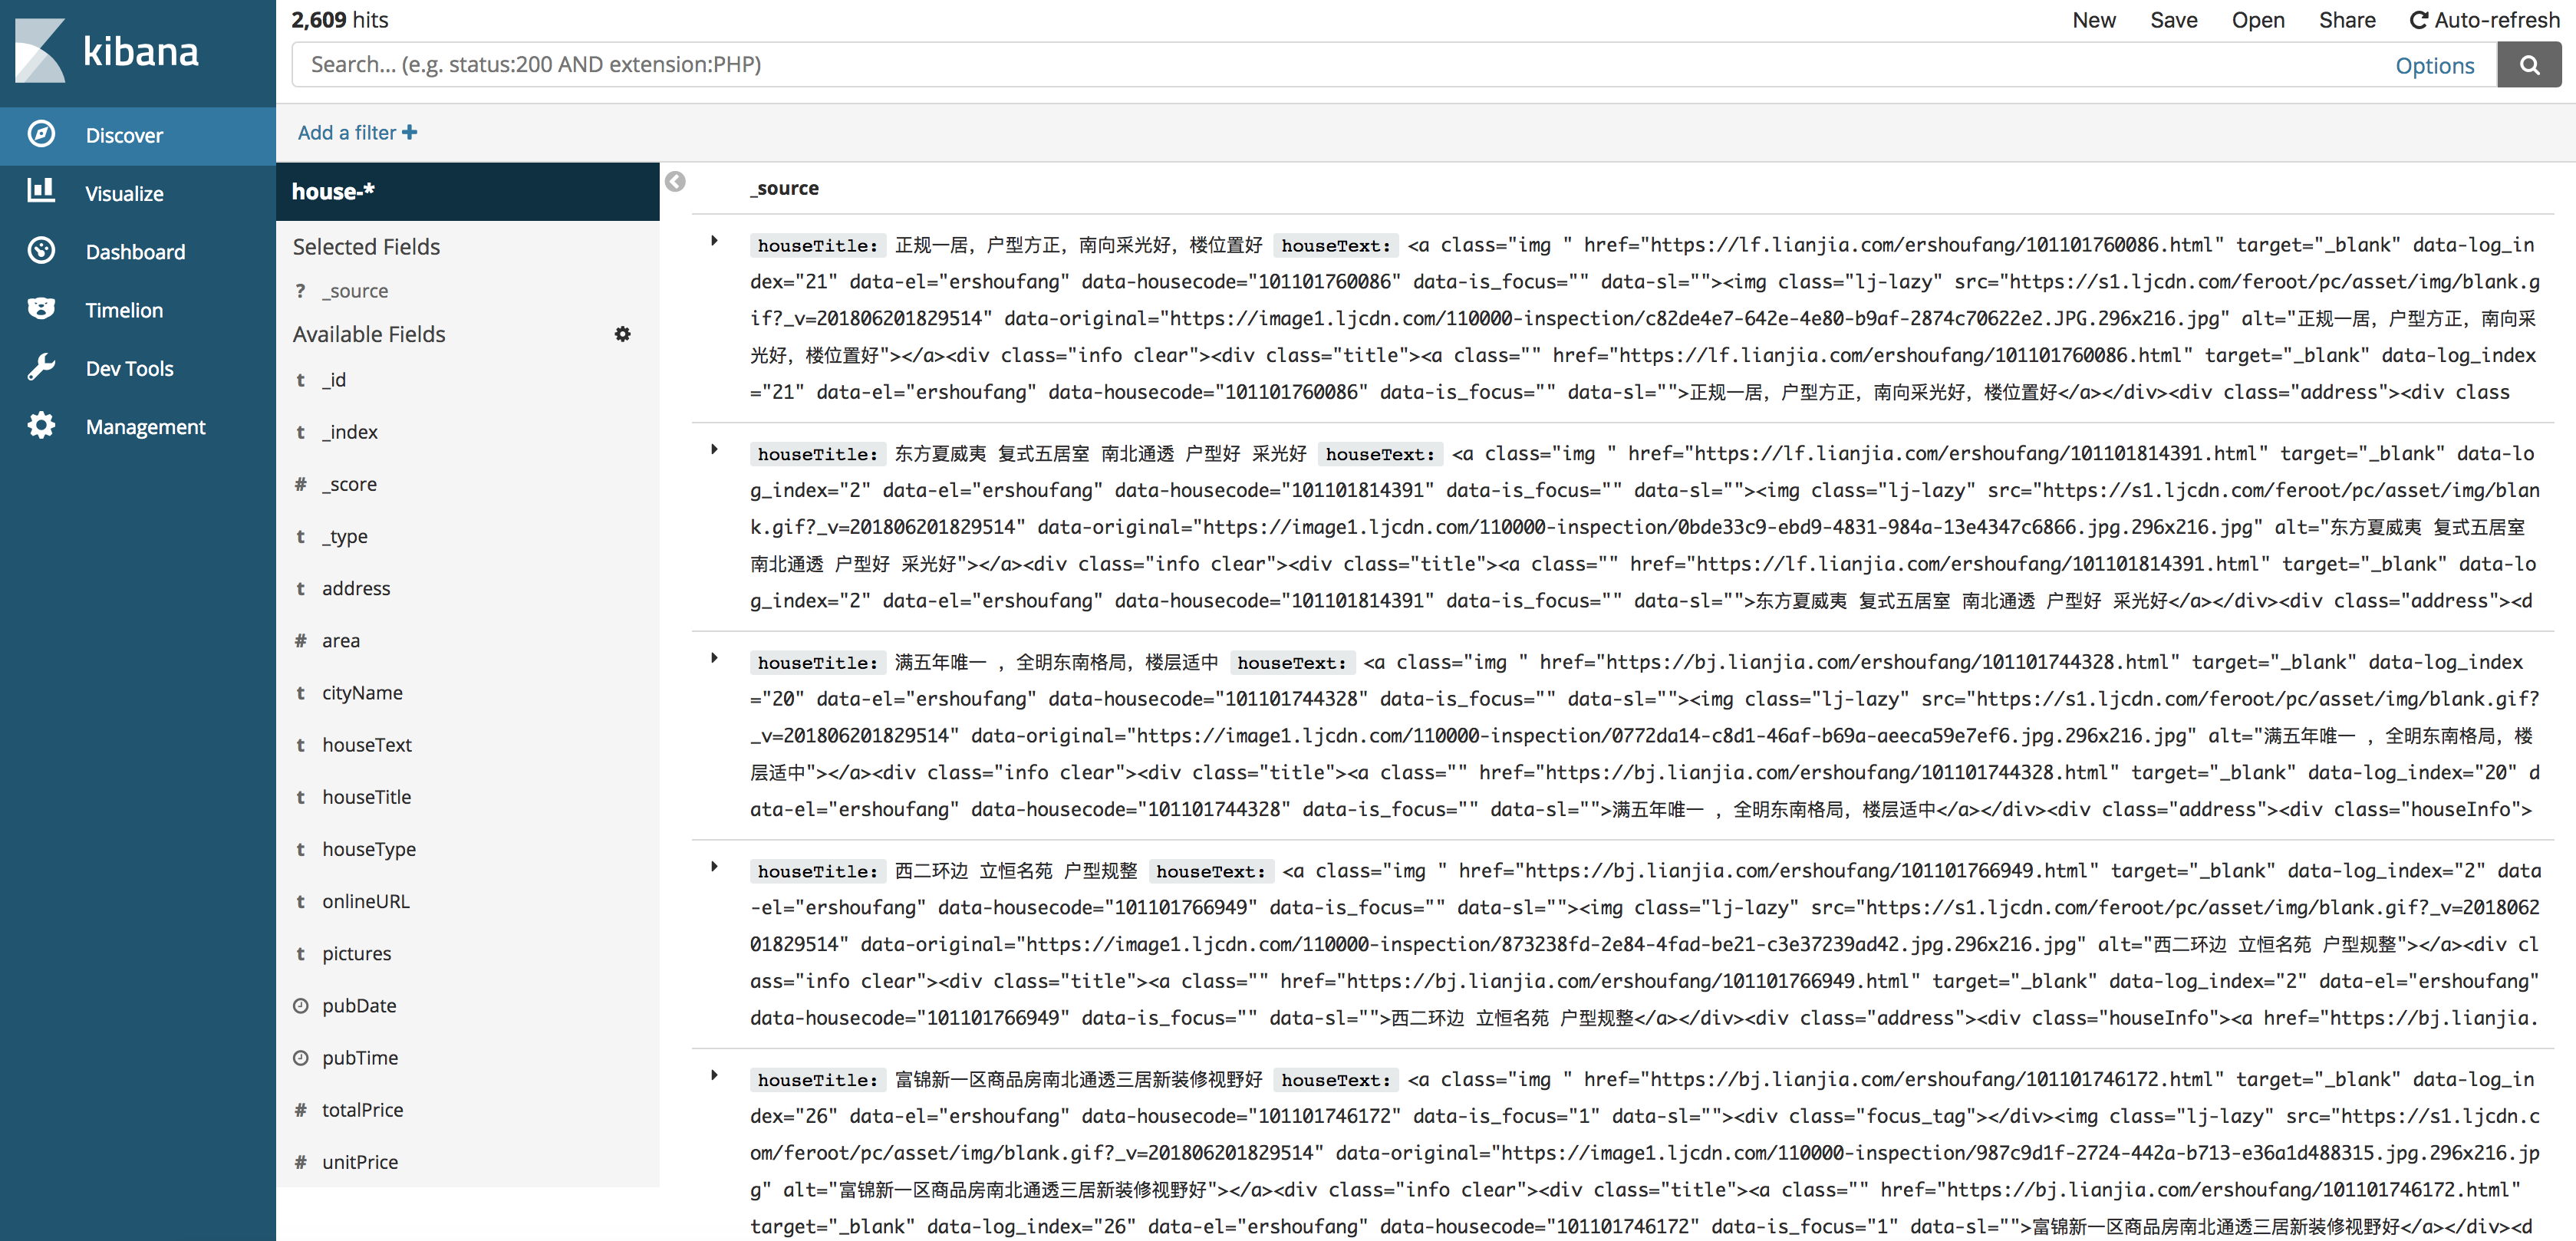 kibana
Discover
Visualize
Dashboard
Timelion
Dev Tools
Management
2,609 hits
New Save Open Share Auto-refresh
Search... (e.g. status:200 AND extension:PHP)
Options
Add a filter
house-*
Selected Fields
? _source
Available Fields
t _id
t _index
# _score
t _type
t address
# area
t cityName
t houseText
t houseTitle
t houseType
t onlineURL
t pictures
pubDate
pubTime
# totalPrice
# unitPrice
_source
houseTitle: 正规一居，户型方正，南向采光好，楼位置好 houseText: <a class="img " href="https://lf.lianjia.com/ershoufang/101101760086.html" target="_blank" data-log_in
dex="21" data-el="ershoufang" data-housecode="101101760086" data-is_focus="" data-sl=""><img class="lj-lazy" src="https://s1.ljcdn.com/feroot/pc/asset/img/blank.g
if?_v=201806201829514" data-original="https://image1.ljcdn.com/110000-inspection/c82de4e7-642e-4e80-b9af-2874c70622e2.JPG.296x216.jpg" alt="正规一居，户型方正，南向采
光好，楼位置好"></a><div class="info clear"><div class="title"><a class="" href="https://lf.lianjia.com/ershoufang/101101760086.html" target="_blank" data-log_index
="21" data-el="ershoufang" data-housecode="101101760086" data-is_focus="" data-sl="">正规一居，户型方正，南向采光好，楼位置好</a></div><div class="address"><div class
houseTitle: 东方夏威夷 复式五居室 南北通透 户型好 采光好 houseText: <a class="img " href="https://lf.lianjia.com/ershoufang/101101814391.html" target="_blank" data-lo
g_index="2" data-el="ershoufang" data-housecode="101101814391" data-is_focus="" data-sl=""><img class="lj-lazy" src="https://s1.ljcdn.com/feroot/pc/asset/img/blan
k.gif?_v=201806201829514" data-original="https://image1.ljcdn.com/110000-inspection/0bde33c9-ebd9-4831-984a-13e4347c6866.jpg.296x216.jpg" alt="东方夏威夷 复式五居室
南北通透 户型好 采光好"></a><div class="info clear"><div class="title"><a class="" href="https://lf.lianjia.com/ershoufang/101101814391.html" target="_blank" data-lo
g_index="2" data-el="ershoufang" data-housecode="101101814391" data-is_focus="" data-sl="">东方夏威夷 复式五居室 南北通透 户型好 采光好</a></div><div class="address"><d
houseTitle: 满五年唯一 ，全明东南格局，楼层适中 houseText: <a class="img " href="https://bj.lianjia.com/ershoufang/101101744328.html" target="_blank" data-log_index
="20" data-el="ershoufang" data-housecode="101101744328" data-is_focus="" data-sl=""><img class="lj-lazy" src="https://s1.ljcdn.com/feroot/pc/asset/img/blank.gif?
_v=201806201829514" data-original="https://image1.ljcdn.com/110000-inspection/0772da14-c8d1-46af-b69a-aeeca59e7ef6.jpg.296x216.jpg" alt="满五年唯一 ，全明东南格局，楼
层适中"></a><div class="info clear"><div class="title"><a class="" href="https://bj.lianjia.com/ershoufang/101101744328.html" target="_blank" data-log_index="20" d
ata-el="ershoufang" data-housecode="101101744328" data-is_focus="" data-sl="">满五年唯一 ，全明东南格局，楼层适中</a></div><div class="address"><div class="houseInfo">
houseTitle: 西二环边 立恒名苑 户型规整 houseText: <a class="img " href="https://bj.lianjia.com/ershoufang/101101766949.html" target="_blank" data-log_index="2" data
-el="ershoufang" data-housecode="101101766949" data-is_focus="" data-sl=""><img class="lj-lazy" src="https://s1.ljcdn.com/feroot/pc/asset/img/blank.gif?_v=2018062
01829514" data-original="https://image1.ljcdn.com/110000-inspection/873238fd-2e84-4fad-be21-c3e37239ad42.jpg.296x216.jpg" alt="西二环边 立恒名苑 户型规整"></a><div cl
ass="info clear"><div class="title"><a class="" href="https://bj.lianjia.com/ershoufang/101101766949.html" target="_blank" data-log_index="2" data-el="ershoufang"
data-housecode="101101766949" data-is_focus="" data-sl="">西二环边 立恒名苑 户型规整</a></div><div class="address"><div class="houseInfo"><a href="https://bj.lianjia.
houseTitle: 富锦新一区商品房南北通透三居新装修视野好 houseText: <a class="img " href="https://bj.lianjia.com/ershoufang/101101746172.html" target="_blank" data-log_in
dex="26" data-el="ershoufang" data-housecode="101101746172" data-is_focus="1" data-sl=""><div class="focus_tag"></div><img class="lj-lazy" src="https://s1.ljcdn.c
om/feroot/pc/asset/img/blank.gif?_v=201806201829514" data-original="https://image1.ljcdn.com/110000-inspection/987c9d1f-2724-442a-b713-e36a1d488315.jpg.296x216.jp
g" alt="富锦新一区商品房南北通透三居新装修视野好"></a><div class="info clear"><div class="title"><a class="" href="https://bj.lianjia.com/ershoufang/101101746172.html"
target="_blank" data-log_index="26" data-el="ershoufang" data-housecode="101101746172" data-is_focus="1" data-sl="">富锦新一区商品房南北通透三居新装修视野好</a></div><d